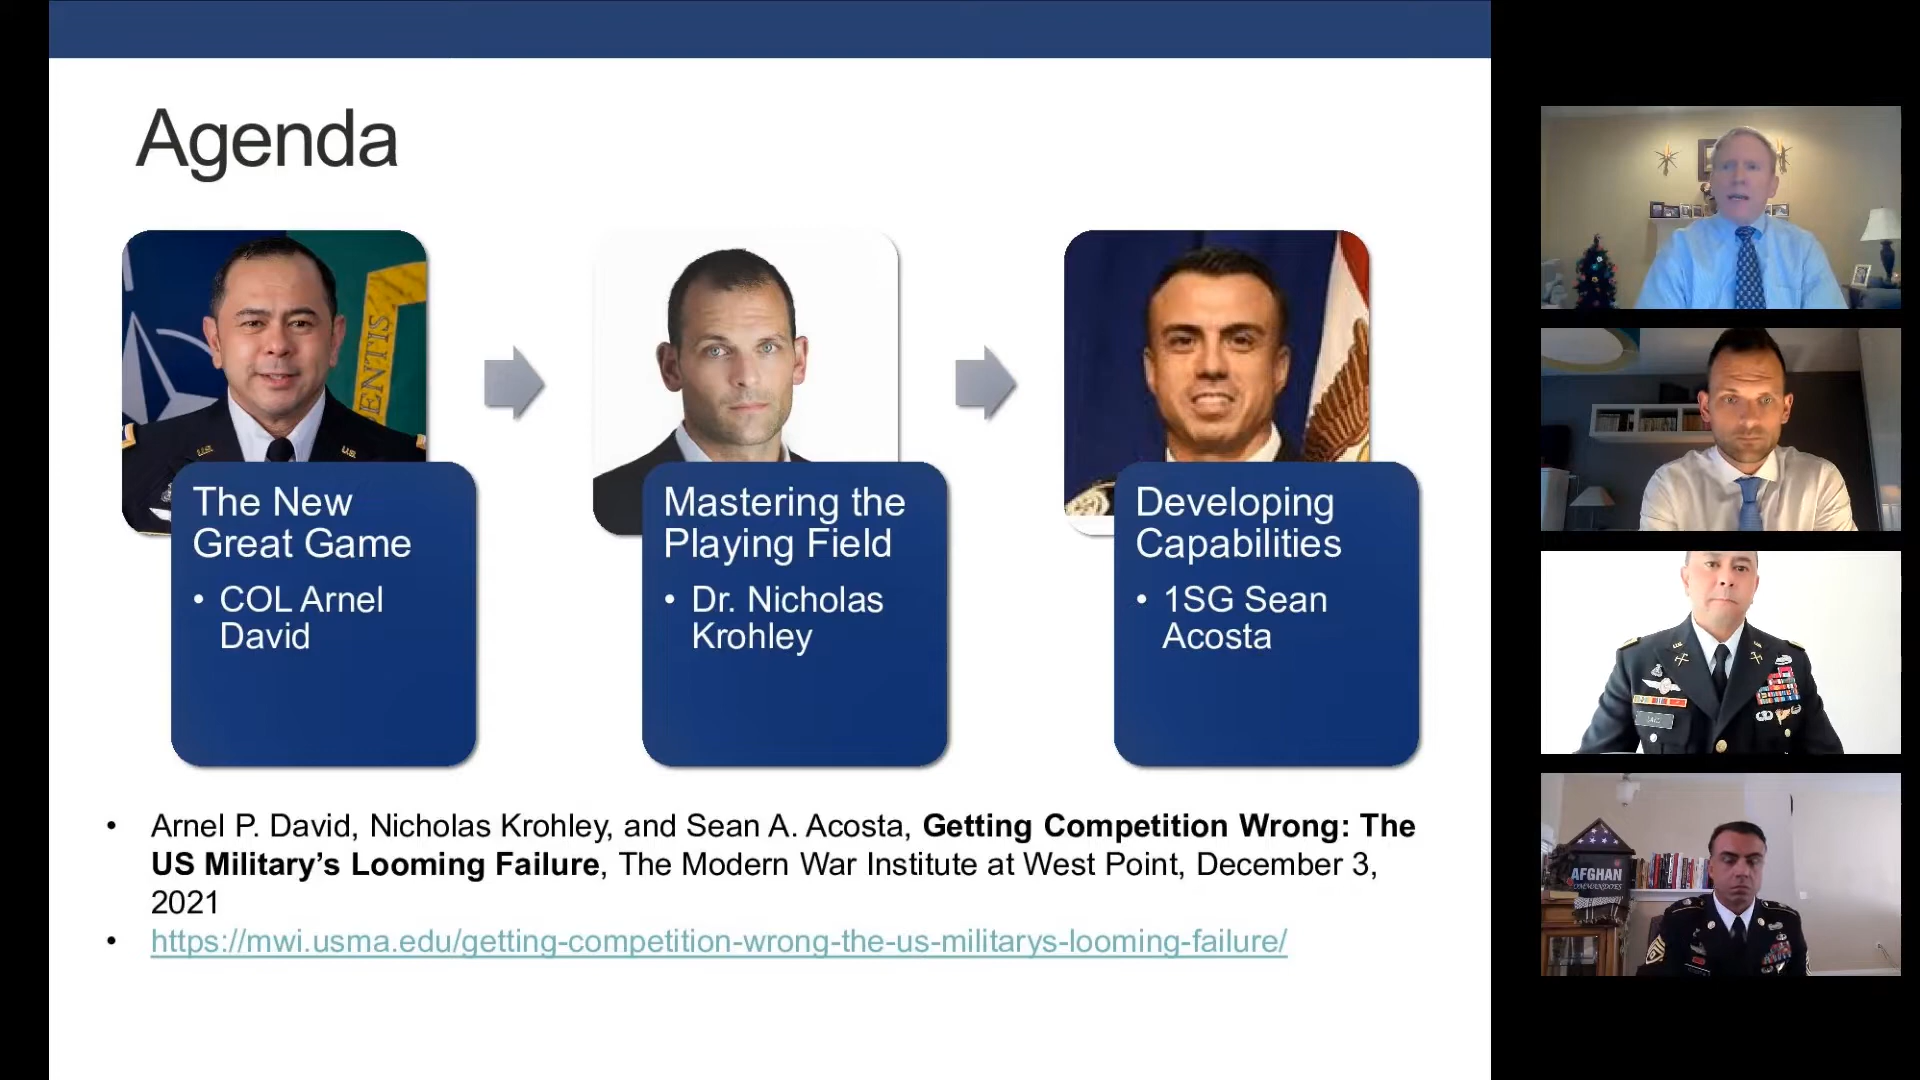 Agenda
ENTIS
U.S.
U.S.
The New
Great Game
• COL Arnel
David
Mastering the
Playing Field
• Dr. Nicholas
Krohley
Developing
Capabilities
• 1SG Sean
Acosta
• Arnel P. David, Nicholas Krohley, and Sean A. Acosta, Getting Competition Wrong: The
US Military’s Looming Failure, The Modern War Institute at West Point, December 3,
2021
• https://mwi.usma.edu/getting-competition-wrong-the-us-militarys-looming-failure/
AFGHAN
COMMANDOES